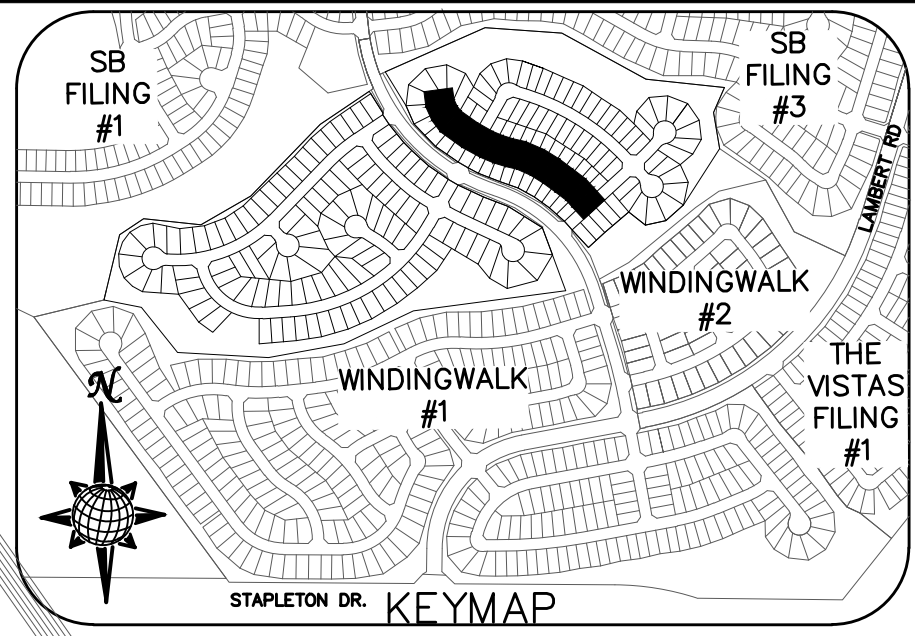 SB
FILING
#1
SB
FILING
#3
LAMBERT RD
WINDINGWALK
#2
THE
VISTAS
FILING
#1
WINDINGWALK
#1
N
STAPLETON DR.
KEYMAP